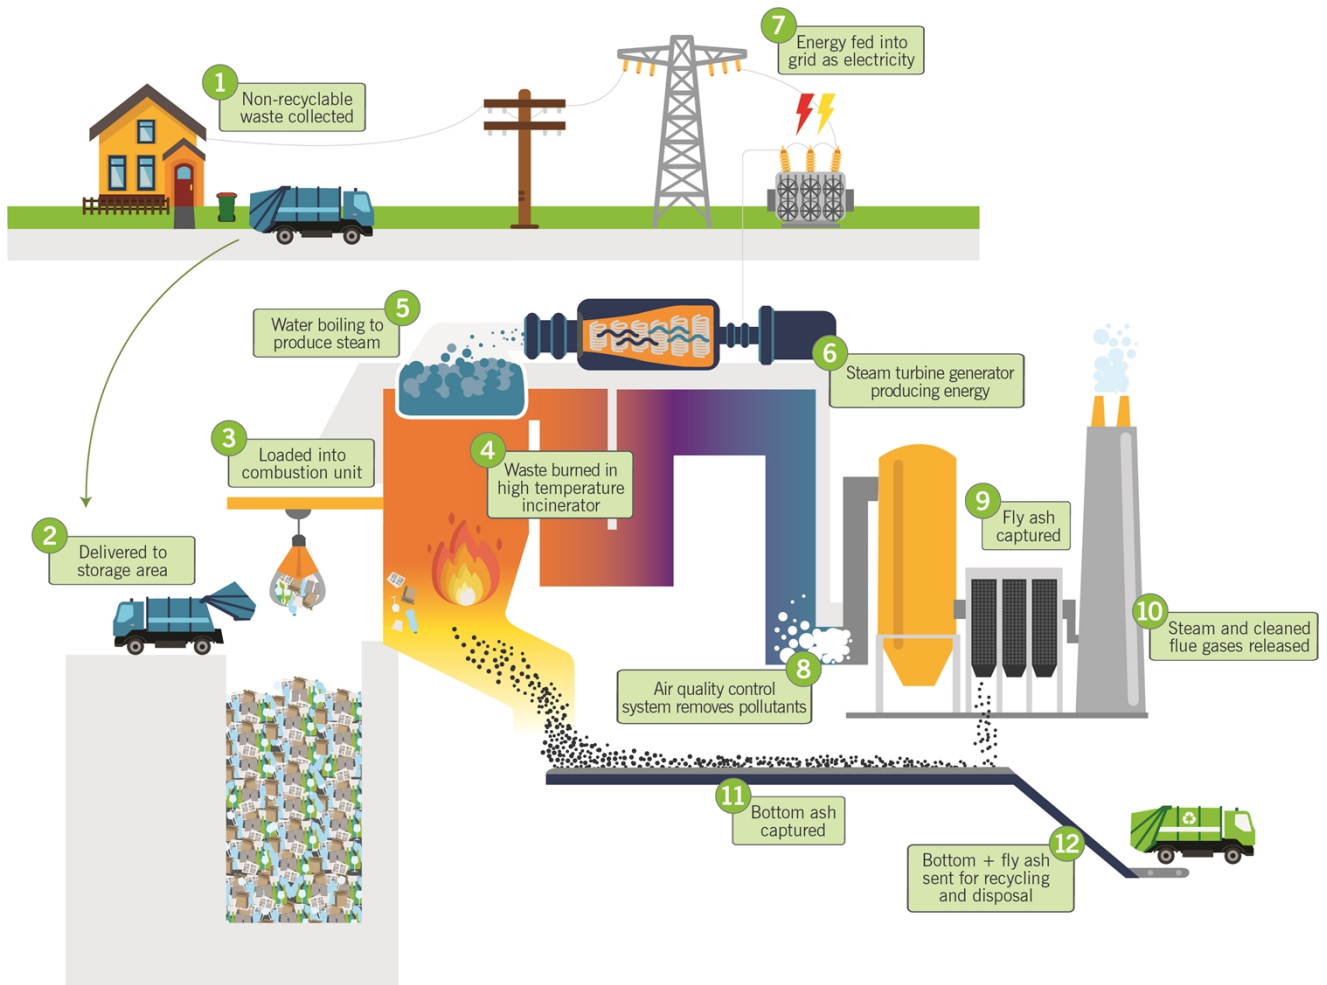 1
Non-recyclable
waste collected
2
Delivered to
storage area
3
Loaded into
combustion unit
4
Waste burned in
high temperature
incinerator
5
Water boiling to
produce steam
6
Steam turbine generator
producing energy
7
Energy fed into
grid as electricity
8
Air quality control
system removes pollutants
9
Fly ash
captured
10
Steam and cleaned
flue gases released
11
Bottom ash
captured
12
Bottom + fly ash
sent for recycling
and disposal